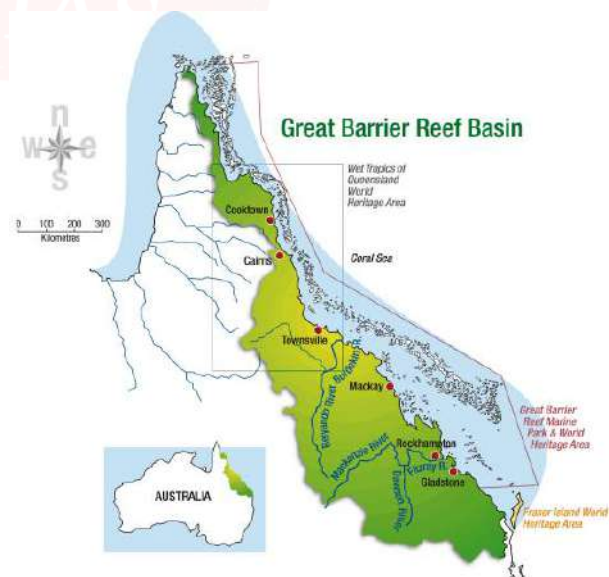 Great Barrier Reef Basin
n
w e
s
Wet Tropics of
Queensland
World
Heritage Area
Cooktown
0 100 200 300
Kilometres
Cairns
Coral Sea
Townsville
Burdekin R.
Belyando River
Mackay
Great Barrier
Reef Marine
Park & World
Heritage Area
Mackenzie River
Rockhampton
Fitzroy R.
Gladstone
Dawson River
AUSTRALIA
Fraser Island World
Heritage Area